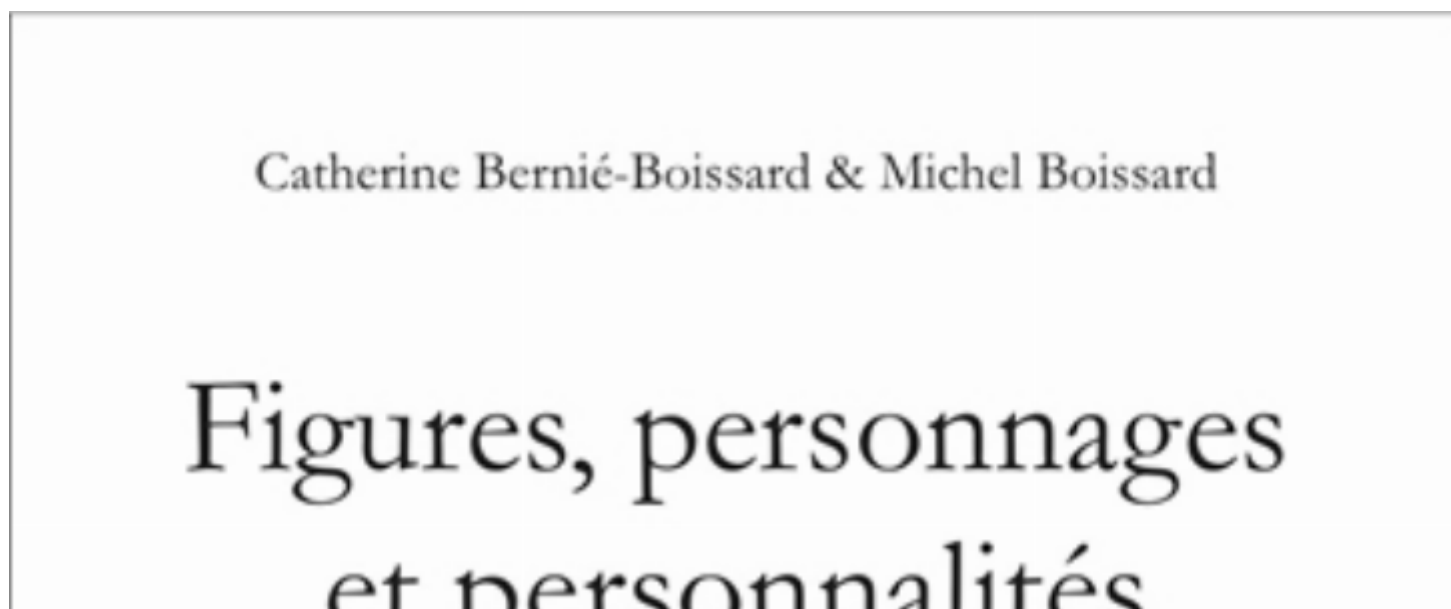 Catherine Bernié-Boissard & Michel Boissard
Figures, personnages
et personnalités